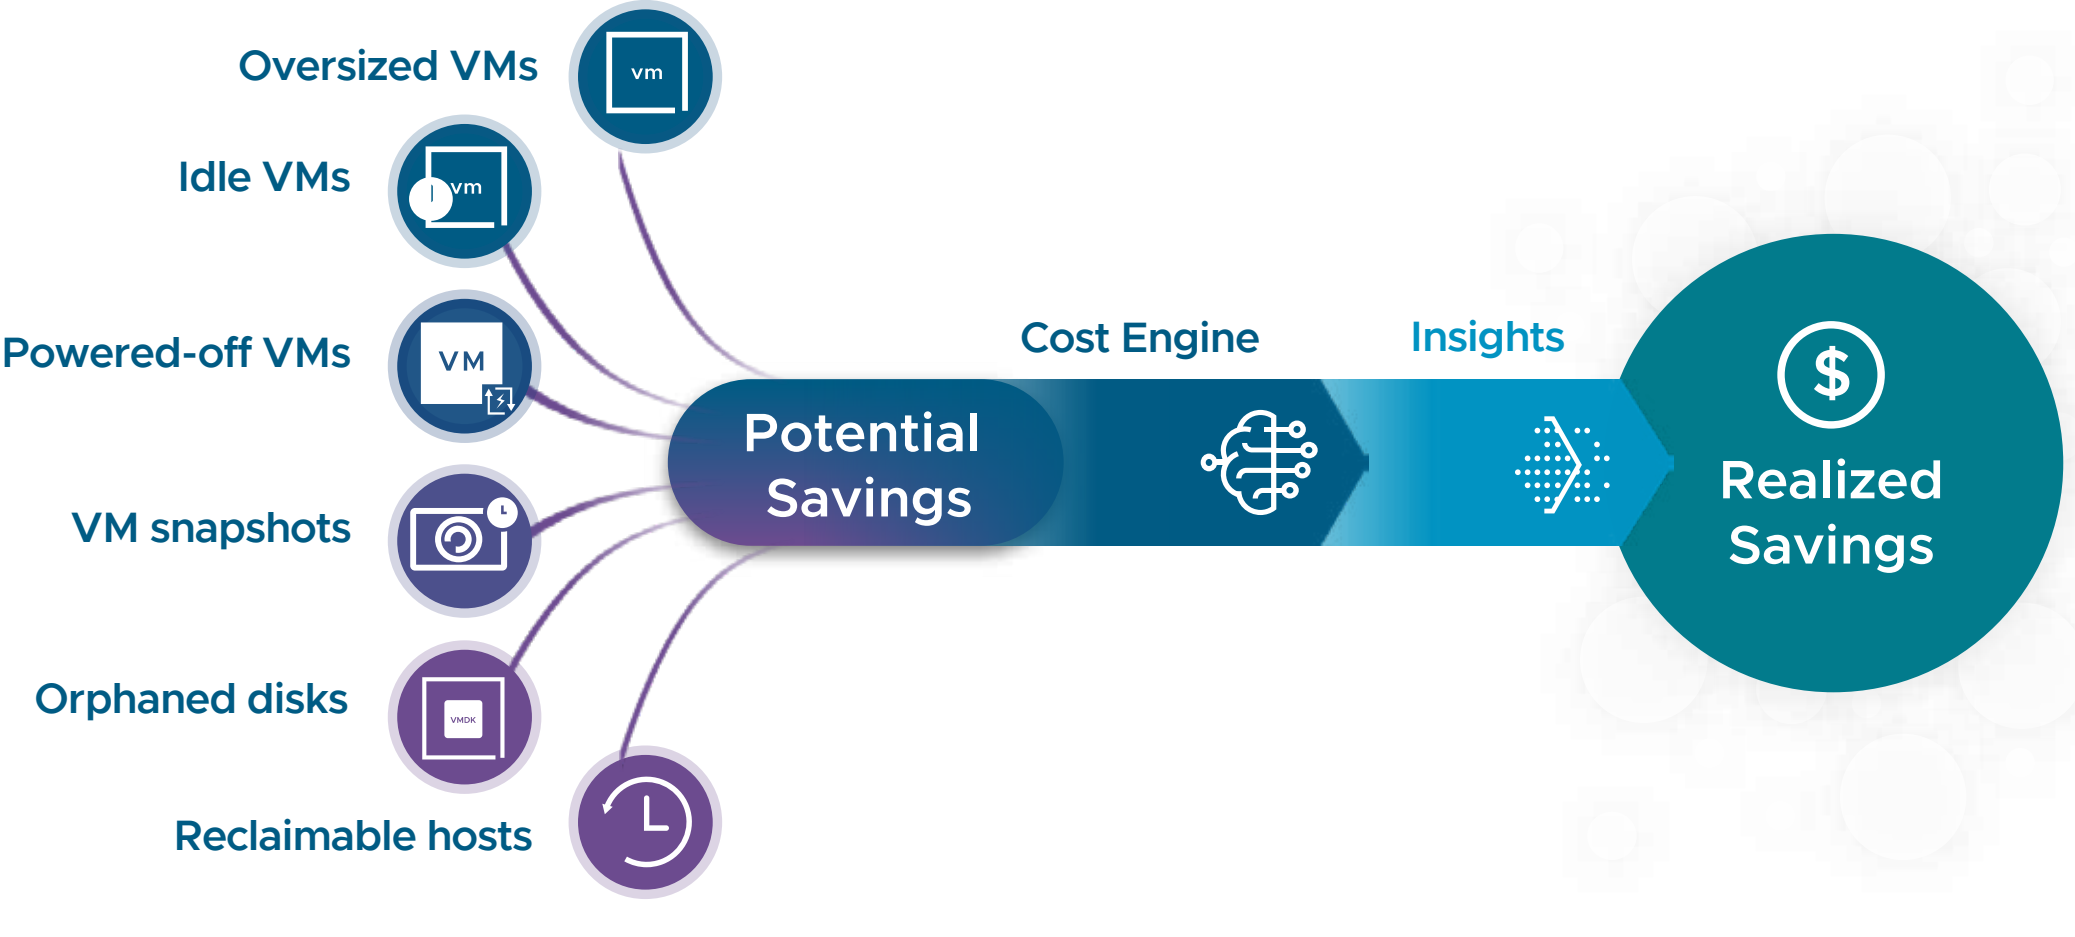 Oversized VMs
vm
Idle VMs
vm
Powered-off VMs
VM
VM snapshots
Orphaned disks
VMDK
Reclaimable hosts
Potential
Savings
Cost Engine
Insights
$
Realized
Savings